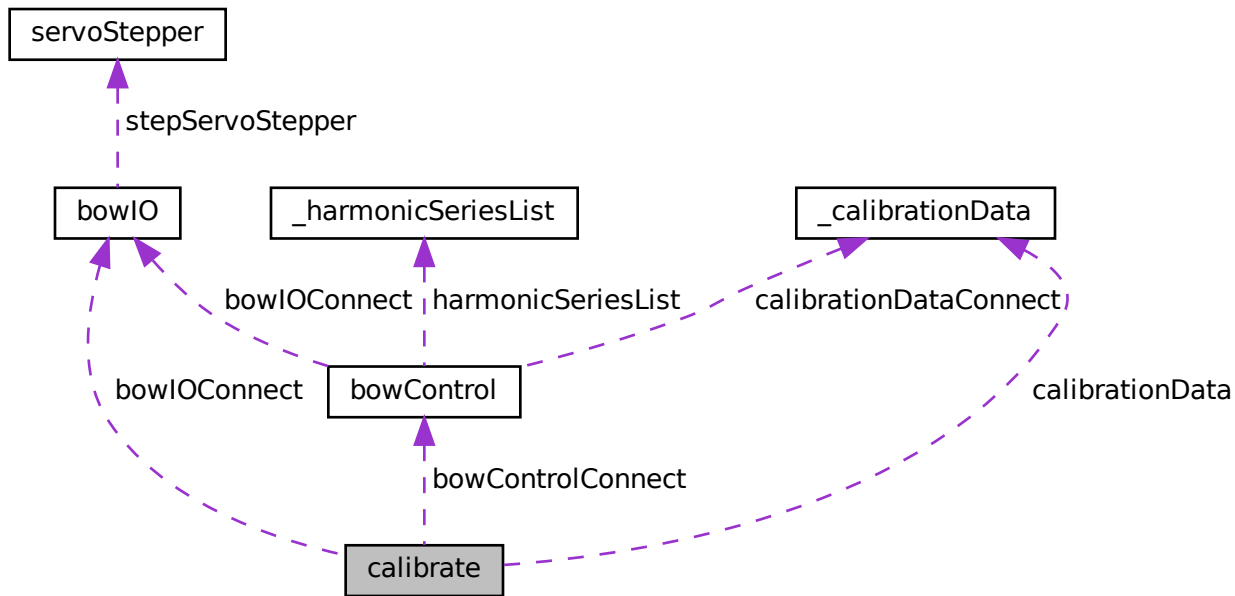 servoStepper
stepServoStepper
bowIO
_harmonicSeriesList
_calibrationData
bowIOConnect
harmonicSeriesList
calibrationDataConnect
bowIOConnect
bowControl
calibrationData
bowControlConnect
calibrate